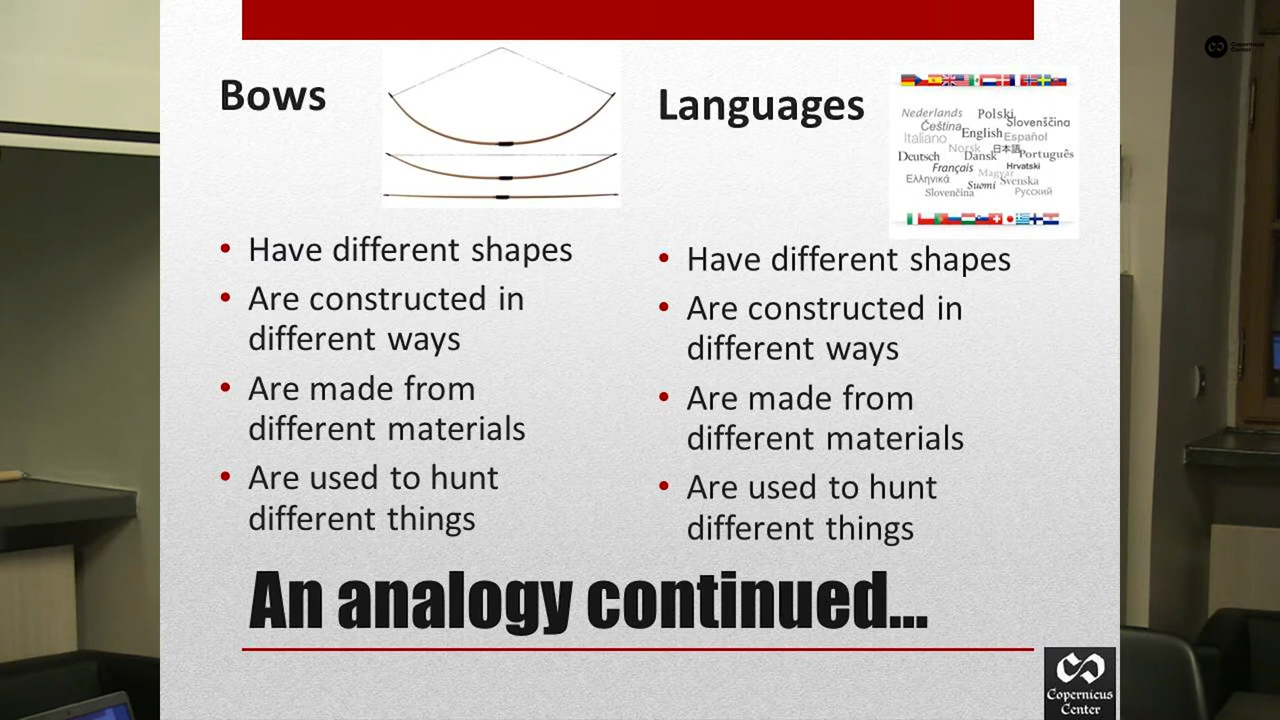 Bows
Have different shapes
Are constructed in
different ways
Are made from
different materials
Are used to hunt
different things
Languages
Nederlands
Polski
Slovenščina
Čeština
Italiano
English
Español
Norsk
日本語
Português
Deutsch
Dansk
Français
Hrvatski
Magyar
Ελληνικά
Suomi
Svenska
Slovenčina
Русский
Have different shapes
Are constructed in
different ways
Are made from
different materials
Are used to hunt
different things
An analogy continued...
Copernicus
Center
Copernicus
Center